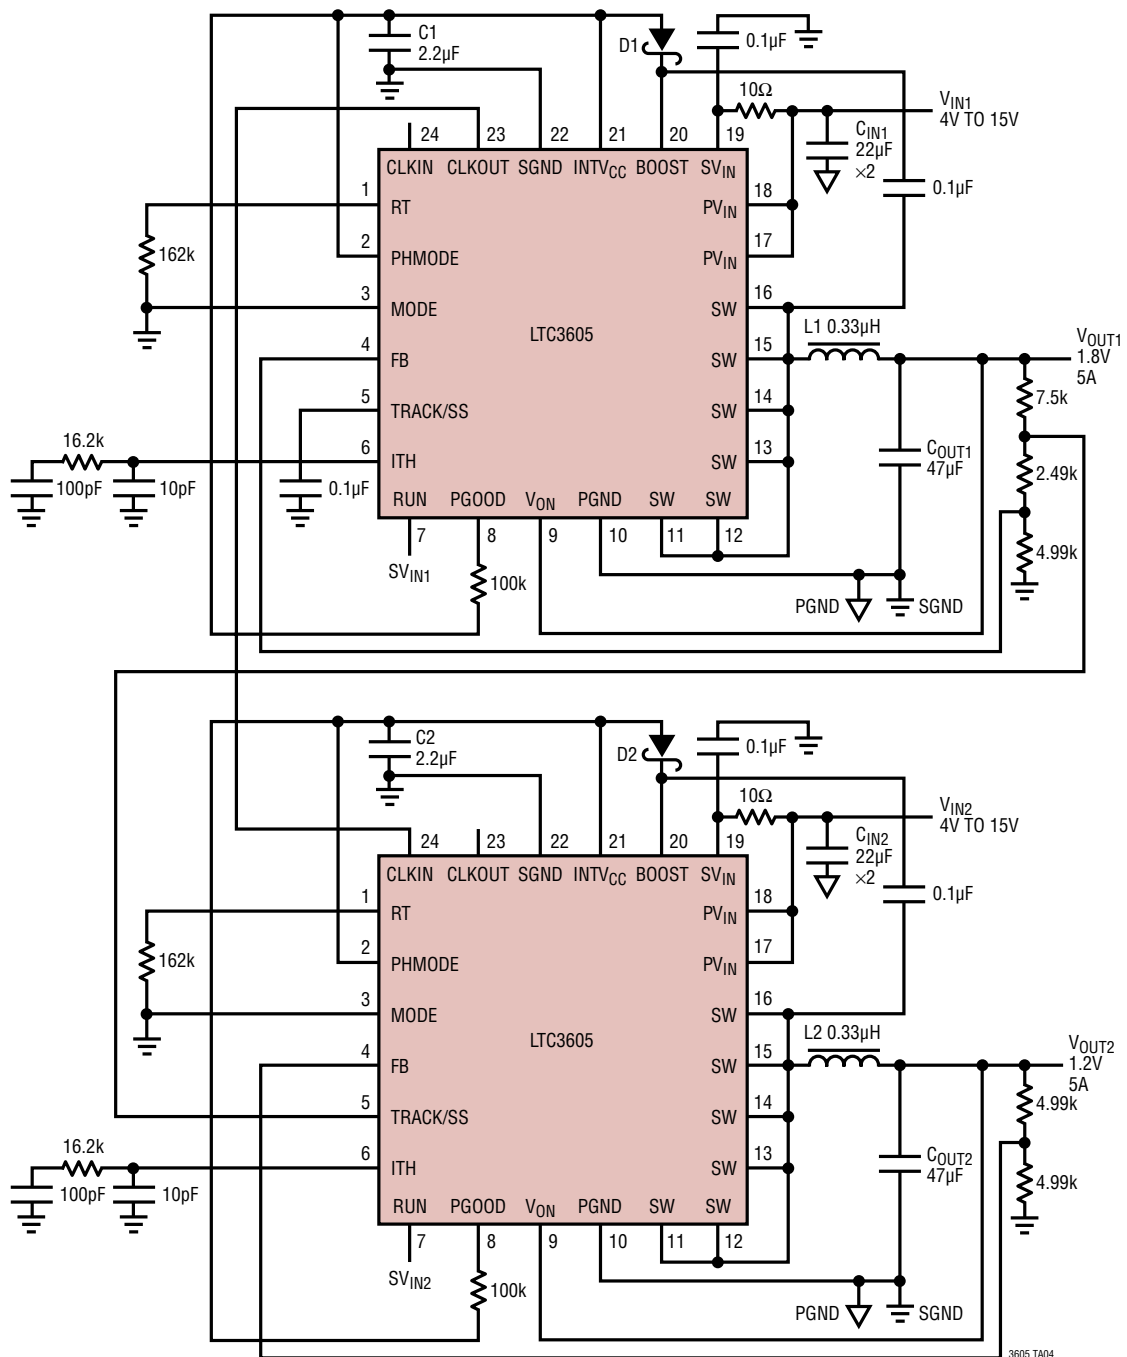 C1
2.2µF
D1
0.1µF
10Ω
VIN1
4V TO 15V
CIN1
22µF
×2
0.1µF
24 23 22 21 20 19
CLKIN CLKOUT SGND INTVCC BOOST SVIN
1 RT
162k
2 PHMODE
3 MODE
4 FB
5 TRACK/SS
6 ITH
LTC3605
18 PVIN
17 PVIN
16 SW
15 SW
14 SW
13 SW
L1 0.33µH
VOUT1
1.8V
5A
7.5k
2.49k
4.99k
COUT1
47µF
16.2k
100pF
10pF
0.1µF
RUN PGOOD VON PGND SW SW
7 8 9 10 11 12
SVIN1
100k
PGND
SGND
C2
2.2µF
D2
0.1µF
10Ω
VIN2
4V TO 15V
CIN2
22µF
×2
0.1µF
24 23 22 21 20 19
CLKIN CLKOUT SGND INTVCC BOOST SVIN
1 RT
162k
2 PHMODE
3 MODE
4 FB
5 TRACK/SS
6 ITH
LTC3605
18 PVIN
17 PVIN
16 SW
15 SW
14 SW
13 SW
L2 0.33µH
VOUT2
1.2V
5A
4.99k
4.99k
COUT2
47µF
16.2k
100pF
10pF
RUN PGOOD VON PGND SW SW
7 8 9 10 11 12
SVIN2
100k
PGND
SGND
3605 TA04